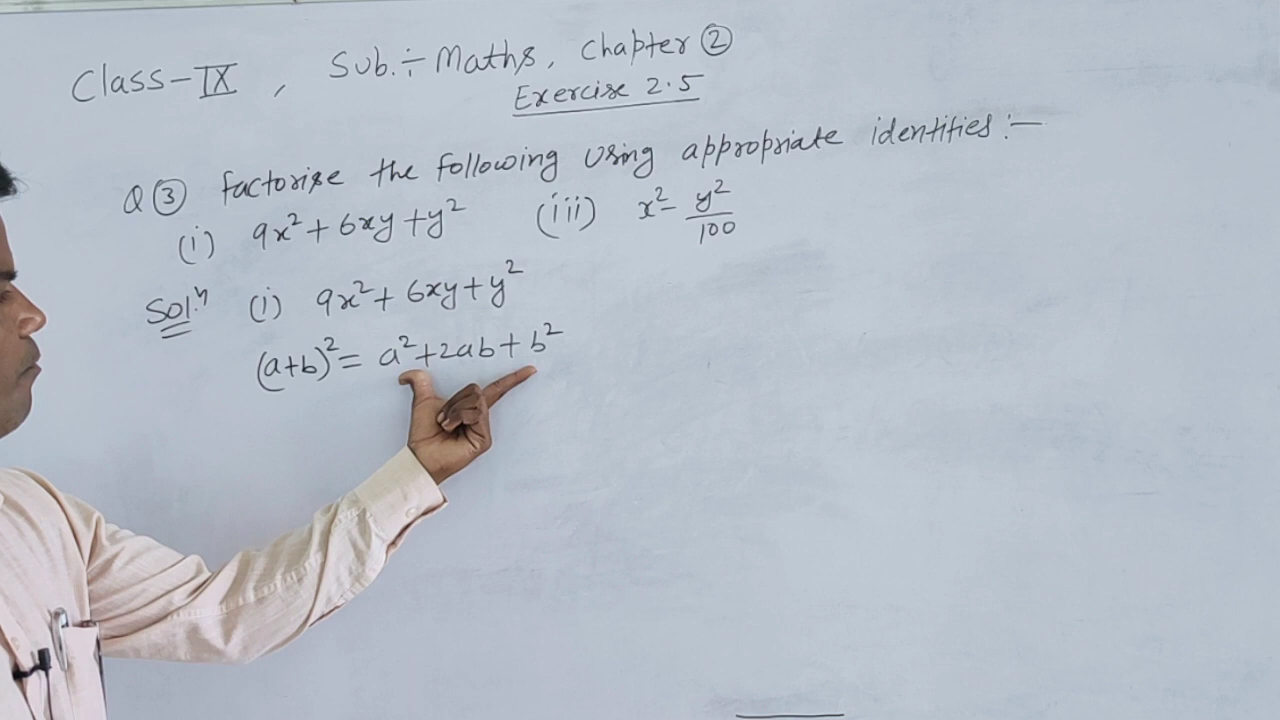 Class-IX, Sub.:- Maths, Chapter ②
Exercise 2.5
Q③ factorise the following using appropriate identities:-
(i) 9x²+6xy+y² (iii) x²-y²/100
Solⁿ (i) 9x²+6xy+y²
(a+b)²=a²+2ab+b²